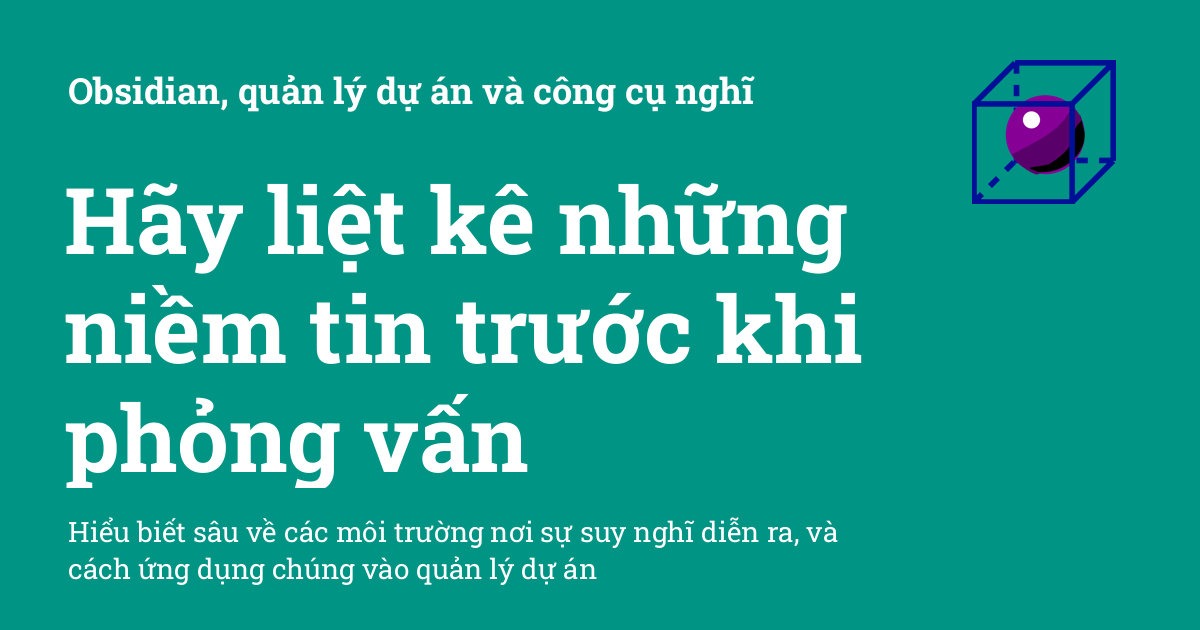 Obsidian, quản lý dự án và công cụ nghĩ
Hãy liệt kê những
niềm tin trước khi
phỏng vấn
Hiểu biết sâu về các môi trường nơi sự suy nghĩ diễn ra, và
cách ứng dụng chúng vào quản lý dự án